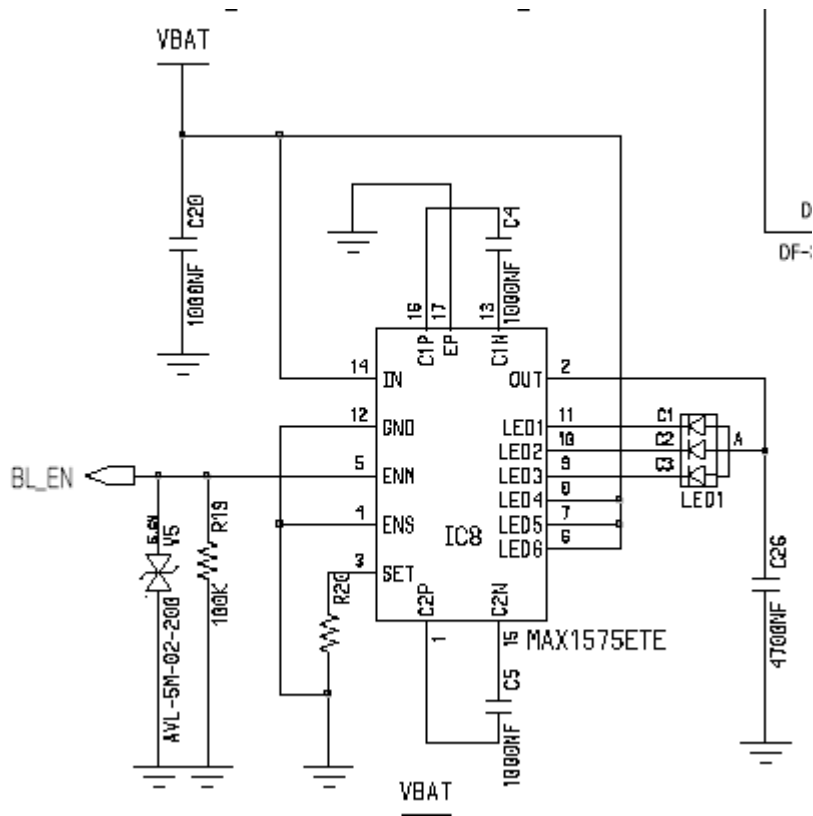 VBAT
C20
1000NF
C4
1000NF
16
17
13
C1P
EP
C1N
14
IN
OUT
2
12
GND
LED1
11
C1
5
ENM
LED2
10
C2
A
4
ENS
LED3
9
C3
3
SET
LED4
8
LED1
LED5
7
LED6
6
IC8
BL_EN
V5
AVL-5M-02-200
R19
100K
R20
C2P
C2N
1
15
MAX1575ETE
C5
1000NF
C26
4700NF
D
DF-
VBAT